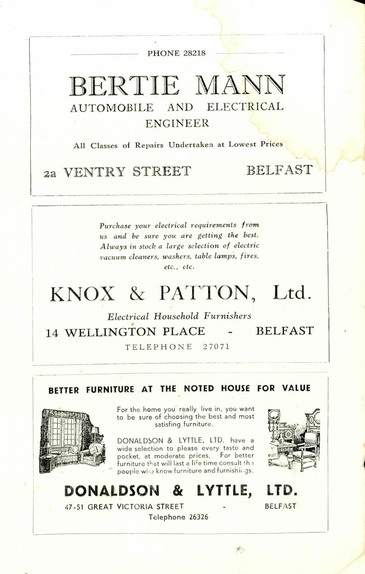 PHONE 28218
BERTIE MANN
AUTOMOBILE AND ELECTRICAL
ENGINEER
All Classes of Repairs Undertaken at Lowest Prices
2a VENTRY STREET BELFAST
Purchase your electrical requirements from
us and be sure you are getting the best.
Always in stock a large selection of electric
vacuum cleaners, washers, table lamps, fires,
etc., etc.
KNOX & PATTON, Ltd.
Electrical Household Furnishers
14 WELLINGTON PLACE - BELFAST
TELEPHONE 27071
BETTER FURNITURE AT THE NOTED HOUSE FOR VALUE
For the home you really live in, you want
to be sure of choosing the best and most
satisfying furniture.
DONALDSON & LYTTLE, LTD. have a
wide selection to please every taste and
pocket, at moderate prices. For better
furniture that will last a life time consult the
people who know furniture and furnishings.
DONALDSON & LYTTLE, LTD.
47-51 GREAT VICTORIA STREET - BELFAST
Telephone 26326